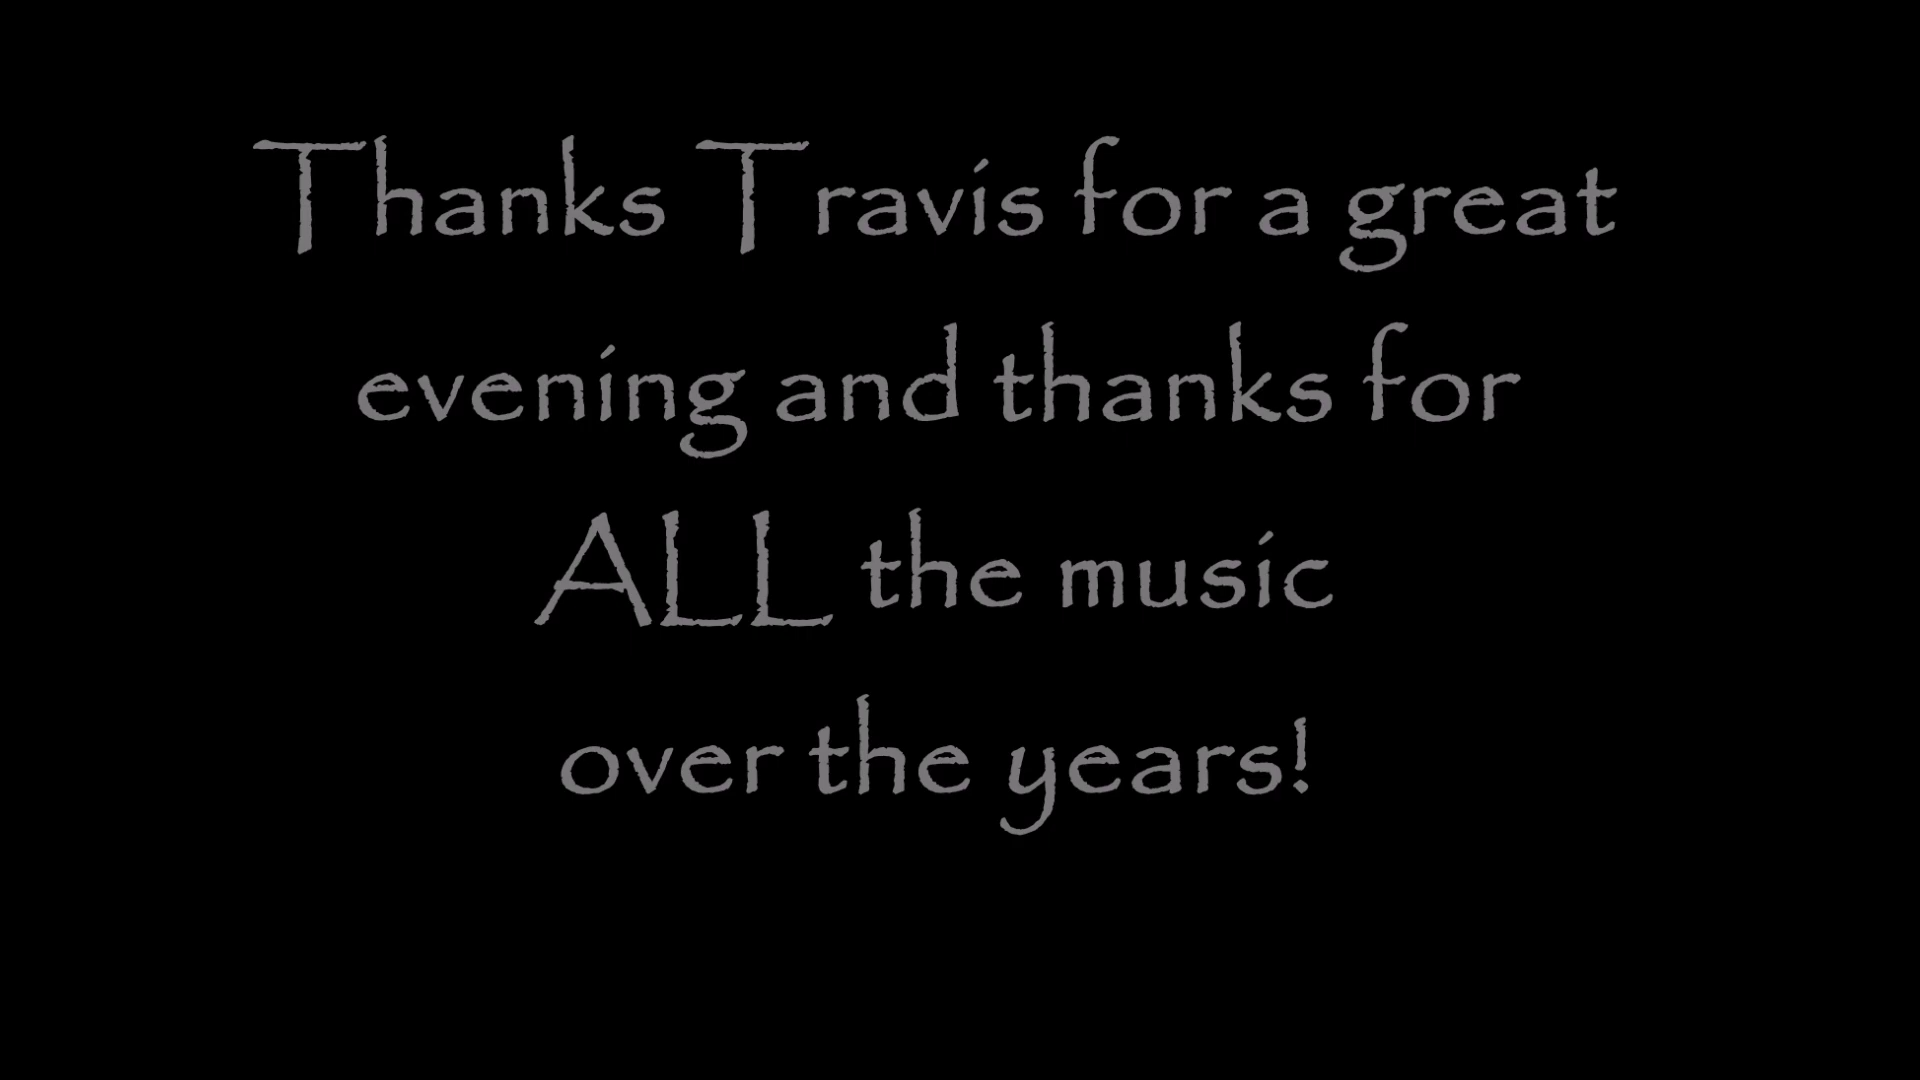 Thanks Travis for a great
evening and thanks for
ALL the music
over the years!